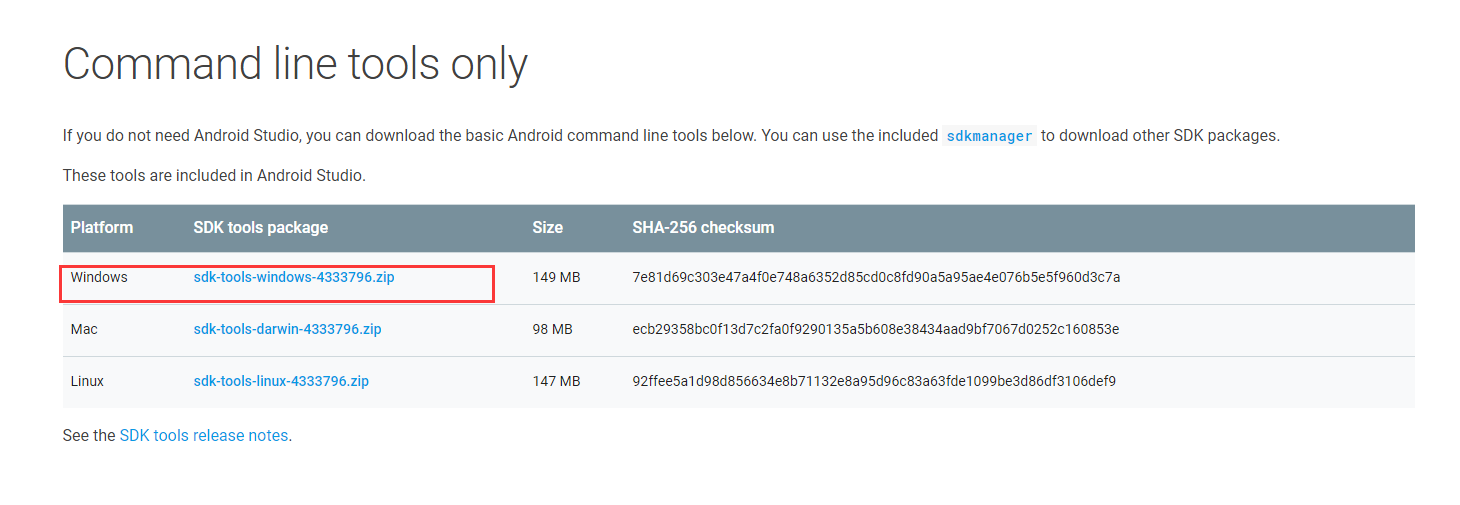 Command line tools only
If you do not need Android Studio, you can download the basic Android command line tools below. You can use the included sdkmanager to download other SDK packages.
These tools are included in Android Studio.
Platform SDK tools package Size SHA-256 checksum
Windows sdk-tools-windows-4333796.zip 149 MB 7e81d69c303e47a4f0e748a6352d85cd0c8fd90a5a95ae4e076b5e5f960d3c7a
Mac sdk-tools-darwin-4333796.zip 98 MB ecb29358bc0f13d7c2fa0f9290135a5b608e38434aad9bf7067d0252c160853e
Linux sdk-tools-linux-4333796.zip 147 MB 92ffee5a1d98d856634e8b71132e8a95d96c83a63fde1099be3d86df3106def9
See the SDK tools release notes.